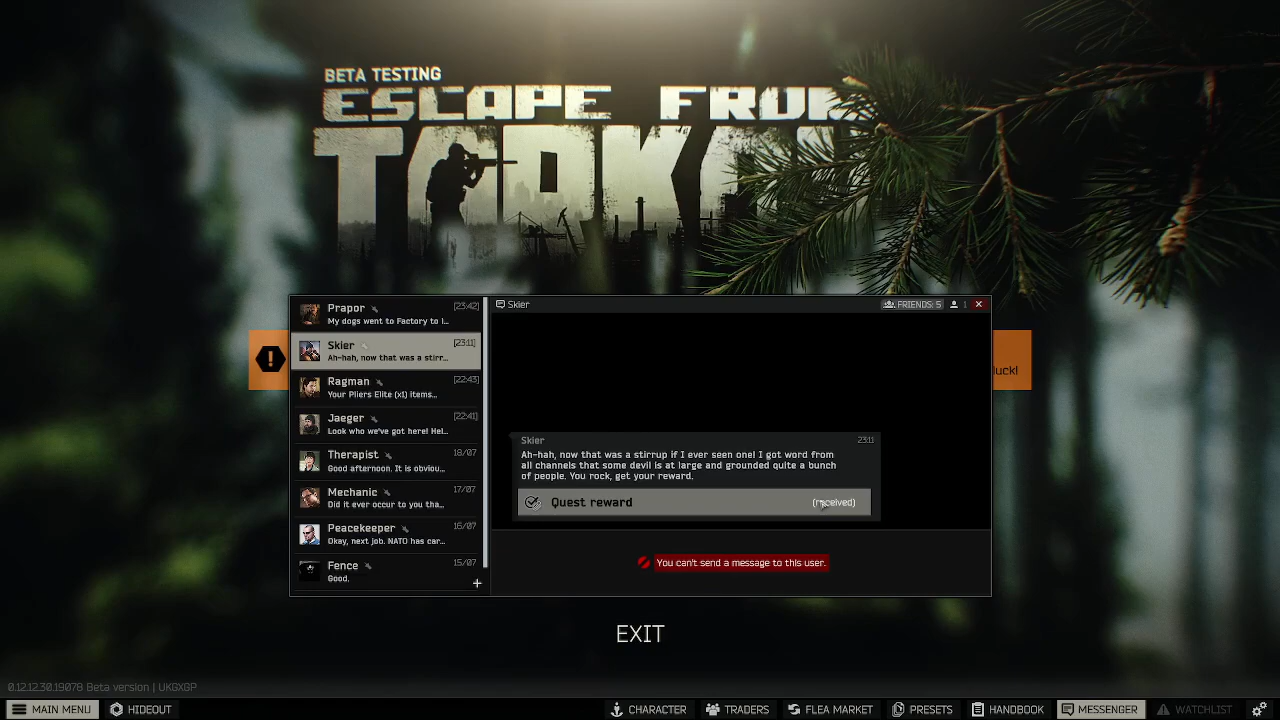 BETA TESTING
ESCAPE FROM
TARKOV
Prapor [23:42]
My dogs went to Factory to l...
Skier [23:11]
Ah-hah, now that was a stirr...
Ragman [22:43]
Your Pliers Elite (x1) items...
Jaeger [22:41]
Look who we've got here! Hel...
Therapist 18/07
Good afternoon. It is obviou...
Mechanic 17/07
Did it ever occur to you tha...
Peacekeeper 16/07
Okay, next job. NATO has car...
Fence 15/07
Good.
+
Skier
FRIENDS: 5
1
Skier 23:11
Ah-hah, now that was a stirrup if I ever seen one! I got word from
all channels that some devil is at large and grounded quite a bunch
of people. You rock, get your reward.
Quest reward (received)
You can't send a message to this user.
luck!
EXIT
0.12.12.30.19078 Beta version | UKGXGP
MAIN MENU
HIDEOUT
CHARACTER
TRADERS
FLEA MARKET
PRESETS
HANDBOOK
MESSENGER
WATCHLIST